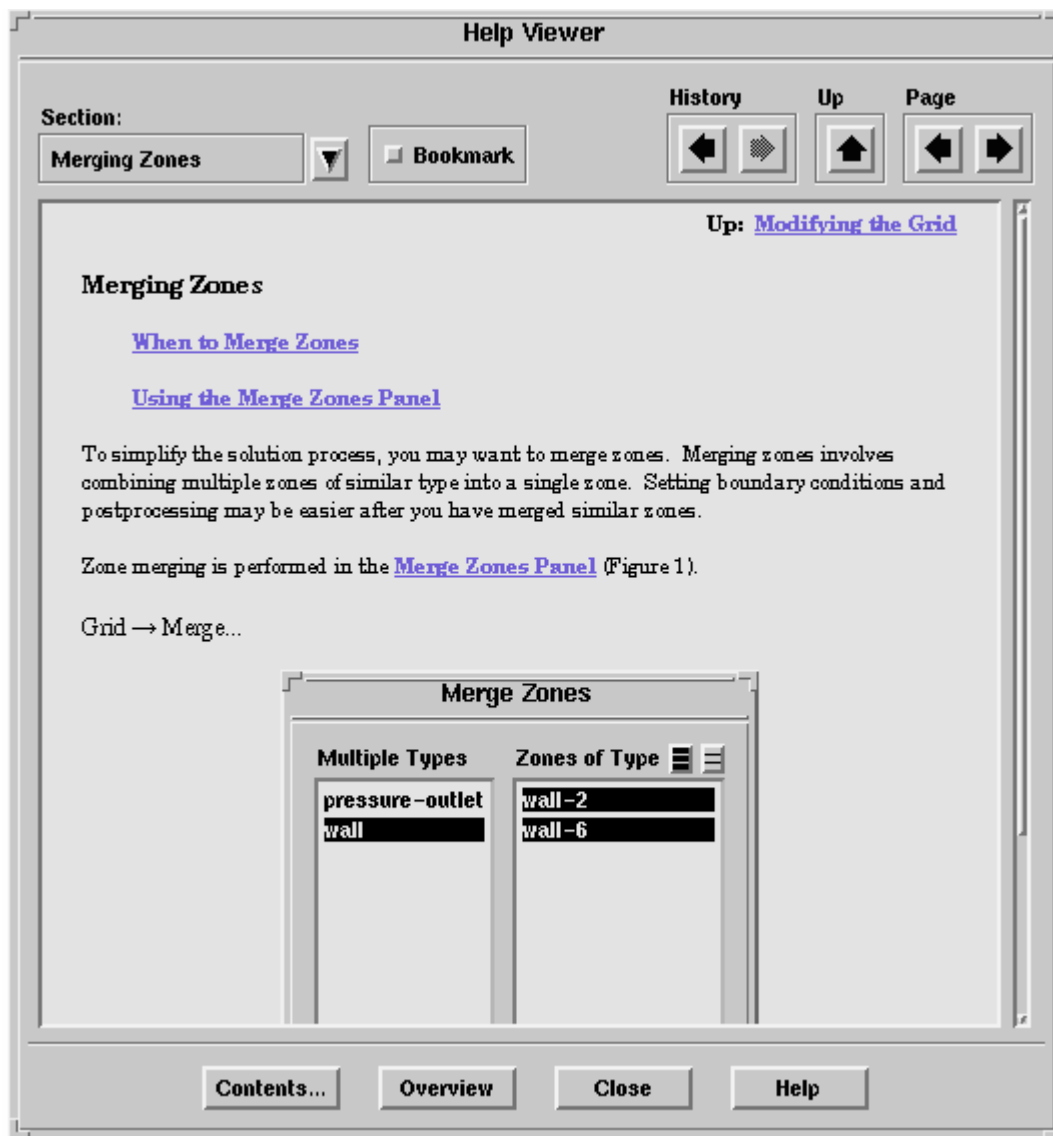 Help Viewer
History Up Page
Section:
Merging Zones
Bookmark
Up: Modifying the Grid
Merging Zones
When to Merge Zones
Using the Merge Zones Panel
To simplify the solution process, you may want to merge zones. Merging zones involves
combining multiple zones of similar type into a single zone. Setting boundary conditions and
postprocessing may be easier after you have merged similar zones.
Zone merging is performed in the Merge Zones Panel (Figure 1).
Grid → Merge...
Merge Zones
Multiple Types Zones of Type
pressure-outlet wall-2
wall wall-6
Contents... Overview Close Help